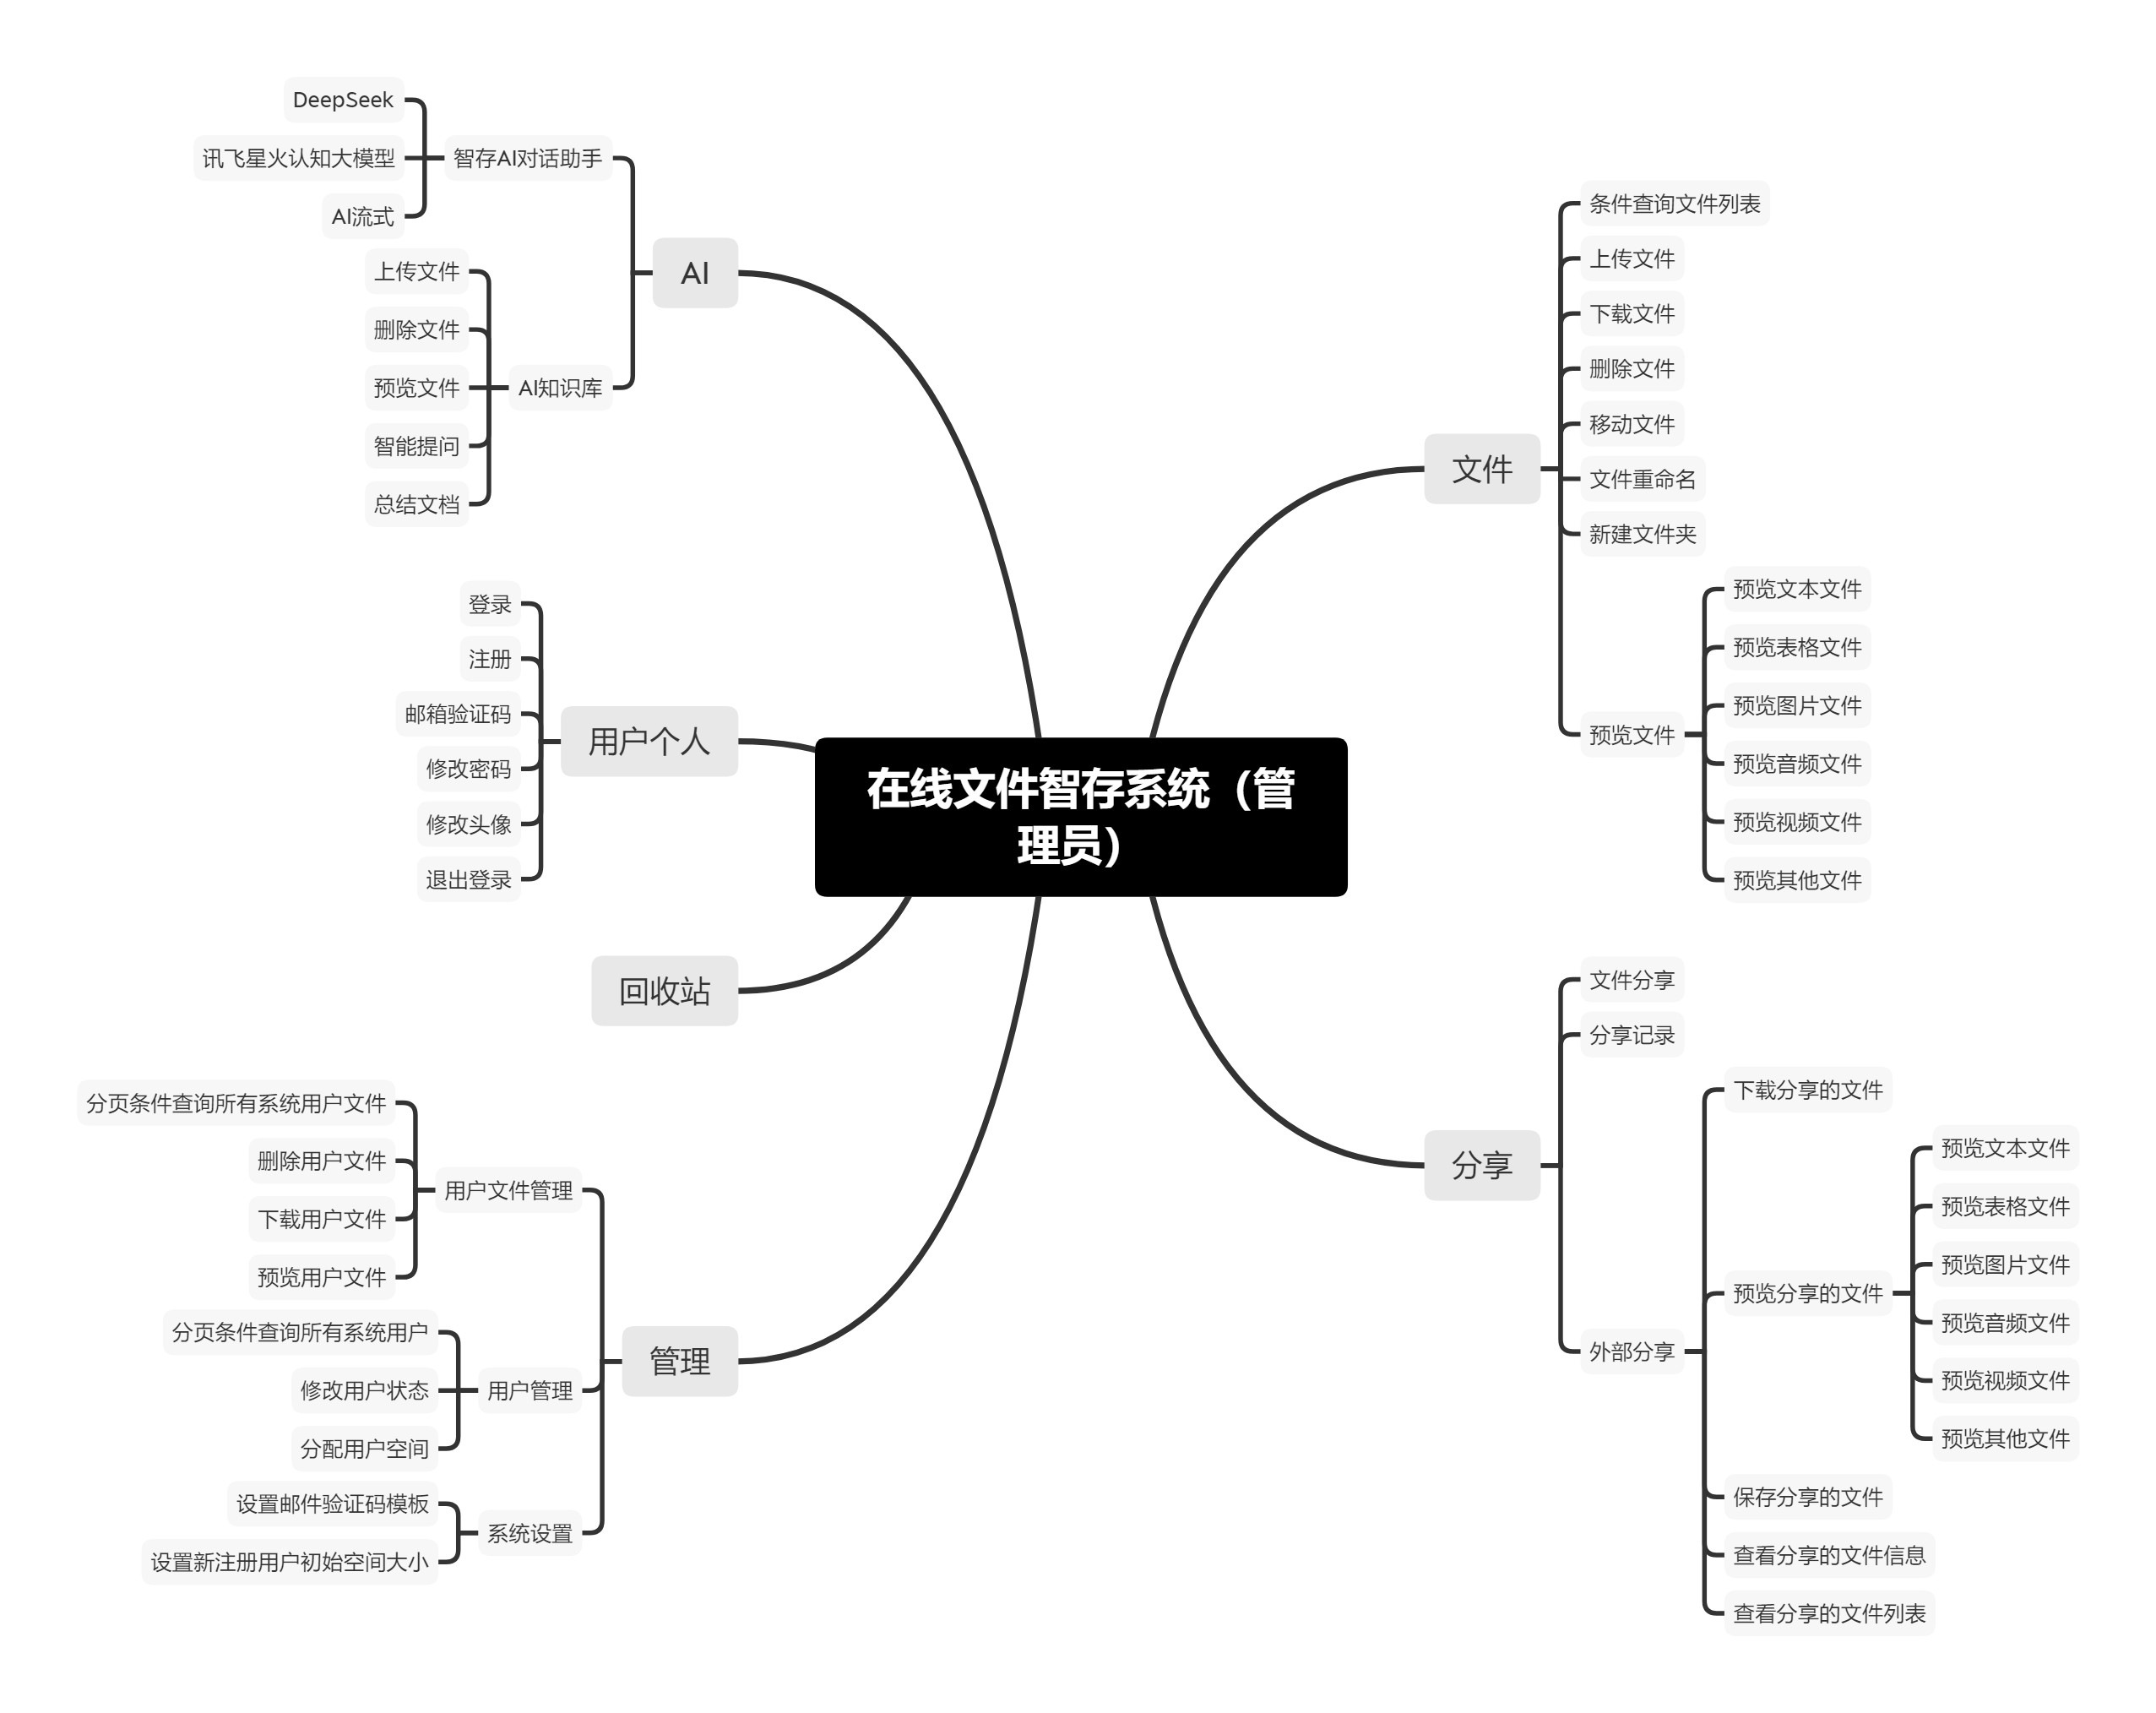 在线文件智存系统（管
理员）
文件
条件查询文件列表
上传文件
下载文件
删除文件
移动文件
文件重命名
新建文件夹
预览文件
预览文本文件
预览表格文件
预览图片文件
预览音频文件
预览视频文件
预览其他文件
分享
文件分享
分享记录
外部分享
下载分享的文件
预览分享的文件
预览文本文件
预览表格文件
预览图片文件
预览音频文件
预览视频文件
预览其他文件
保存分享的文件
查看分享的文件信息
查看分享的文件列表
AI
智存AI对话助手
DeepSeek
讯飞星火认知大模型
AI流式
AI知识库
上传文件
删除文件
预览文件
智能提问
总结文档
用户个人
登录
注册
邮箱验证码
修改密码
修改头像
退出登录
回收站
管理
用户文件管理
分页条件查询所有系统用户文件
删除用户文件
下载用户文件
预览用户文件
用户管理
分页条件查询所有系统用户
修改用户状态
分配用户空间
系统设置
设置邮件验证码模板
设置新注册用户初始空间大小